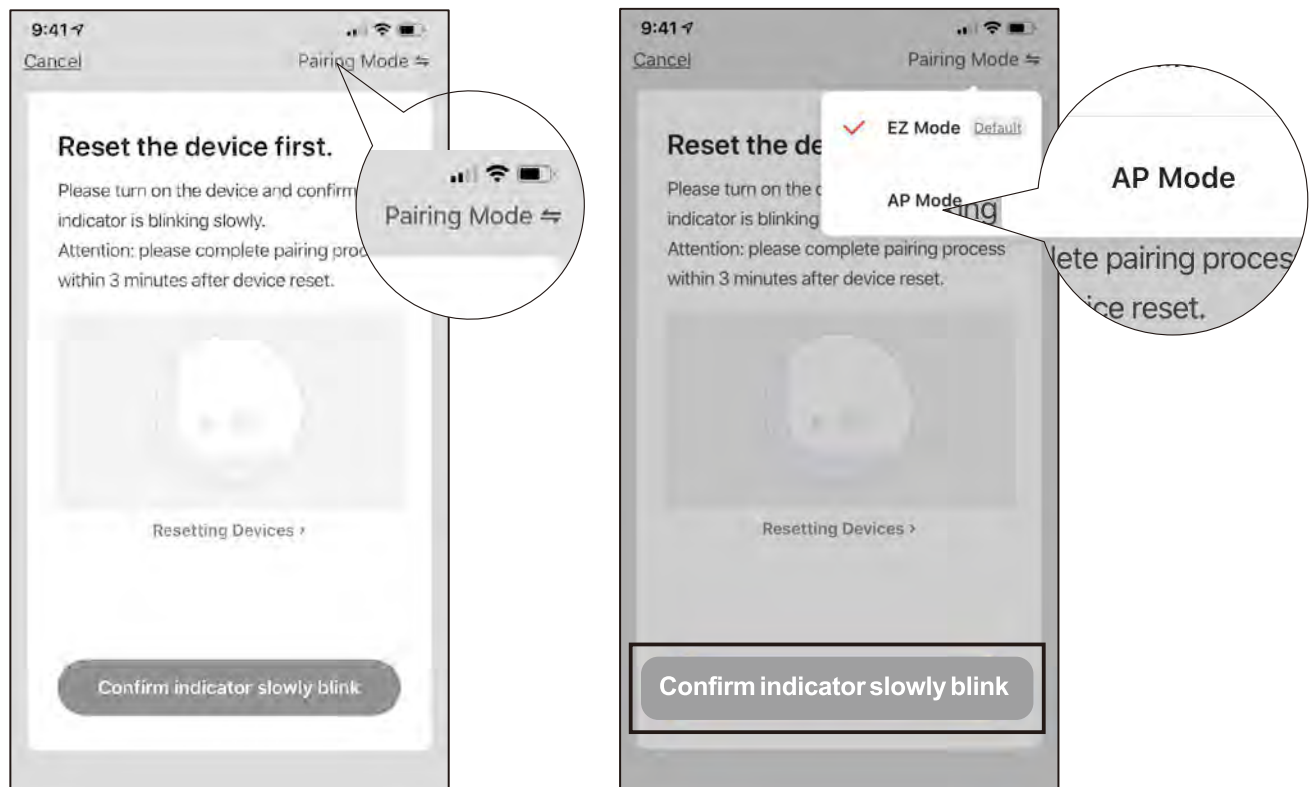 9:41
Cancel
Pairing Mode
Reset the device first.
Please turn on the device and confirm
indicator is blinking slowly.
Attention: please complete pairing
within 3 minutes after device reset.
Resetting Devices >
Confirm indicator slowly blink
Pairing Mode
9:41
Cancel
Pairing Mode
EZ Mode Default
AP Mode
Reset the de
Please turn on the
indicator is blinking
Attention: please complete pairing process
within 3 minutes after device reset.
Resetting Devices >
Confirm indicator slowly blink
AP Mode
ing
lete pairing proces
ice reset.